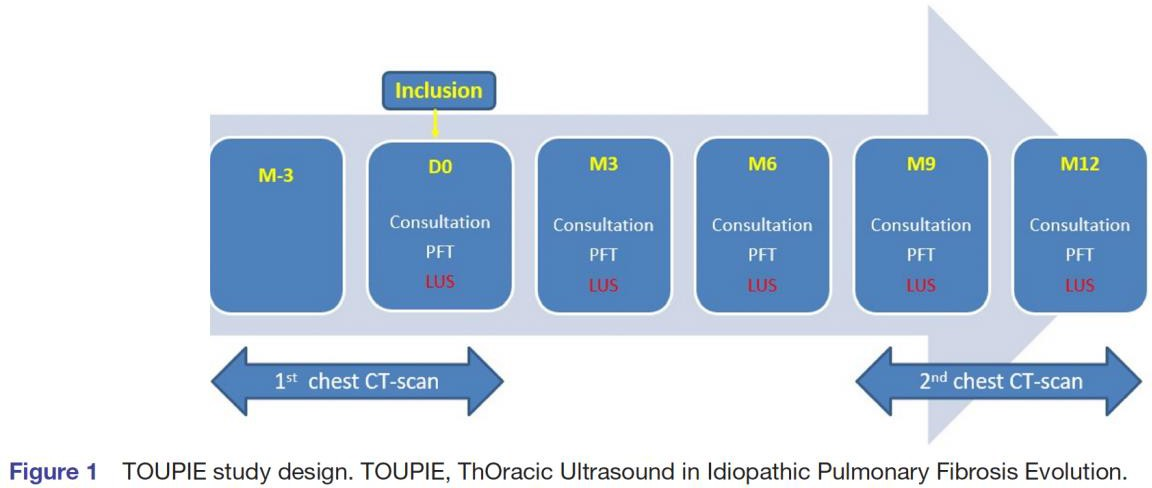 Inclusion
M-3
D0
Consultation
PFT
LUS
M3
Consultation
PFT
LUS
M6
Consultation
PFT
LUS
M9
Consultation
PFT
LUS
M12
Consultation
PFT
LUS
1st chest CT-scan
2nd chest CT-scan
Figure 1 TOUPIE study design. TOUPIE, ThOracic Ultrasound in Idiopathic Pulmonary Fibrosis Evolution.